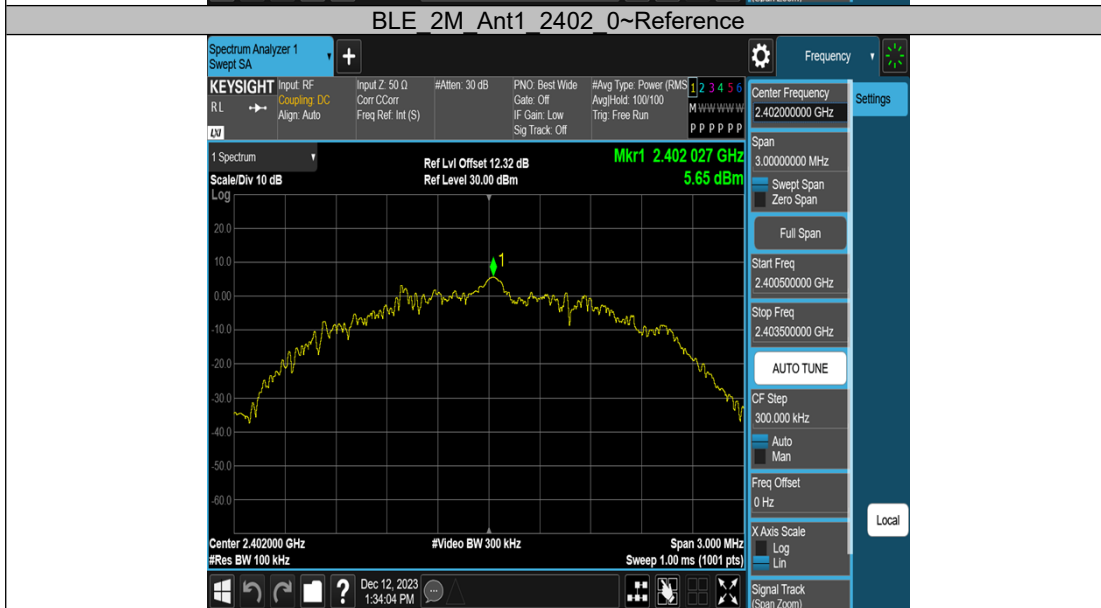 BLE_2M_Ant1_2402_0~Reference
Spectrum Analyzer 1
Swept SA
Frequency
KEYSIGHT
RL
LXI
Input: RF
Coupling: DC
Align: Auto
Input Z: 50 Ω
Corr CCorr
Freq Ref: Int (S)
#Atten: 30 dB
PNO: Best Wide
Gate: Off
IF Gain: Low
Sig Track: Off
#Avg Type: Power (RMS
Avg|Hold: 100/100
Trig: Free Run
1 2 3 4 5 6
M W W W W W
P P P P P P
1 Spectrum
Scale/Div 10 dB
Ref Lvl Offset 12.32 dB
Ref Level 30.00 dBm
Mkr1 2.402 027 GHz
5.65 dBm
Log
20.0
10.0
0.00
-10.0
-20.0
-30.0
-40.0
-50.0
-60.0
1
Center 2.402000 GHz
#Res BW 100 kHz
#Video BW 300 kHz
Span 3.000 MHz
Sweep 1.00 ms (1001 pts)
Dec 12, 2023
1:34:04 PM
Center Frequency
2.402000000 GHz
Settings
Span
3.00000000 MHz
Swept Span
Zero Span
Full Span
Start Freq
2.400500000 GHz
Stop Freq
2.403500000 GHz
AUTO TUNE
CF Step
300.000 kHz
Auto
Man
Freq Offset
0 Hz
X Axis Scale
Log
Lin
Local
Signal Track
(Span Zoom)